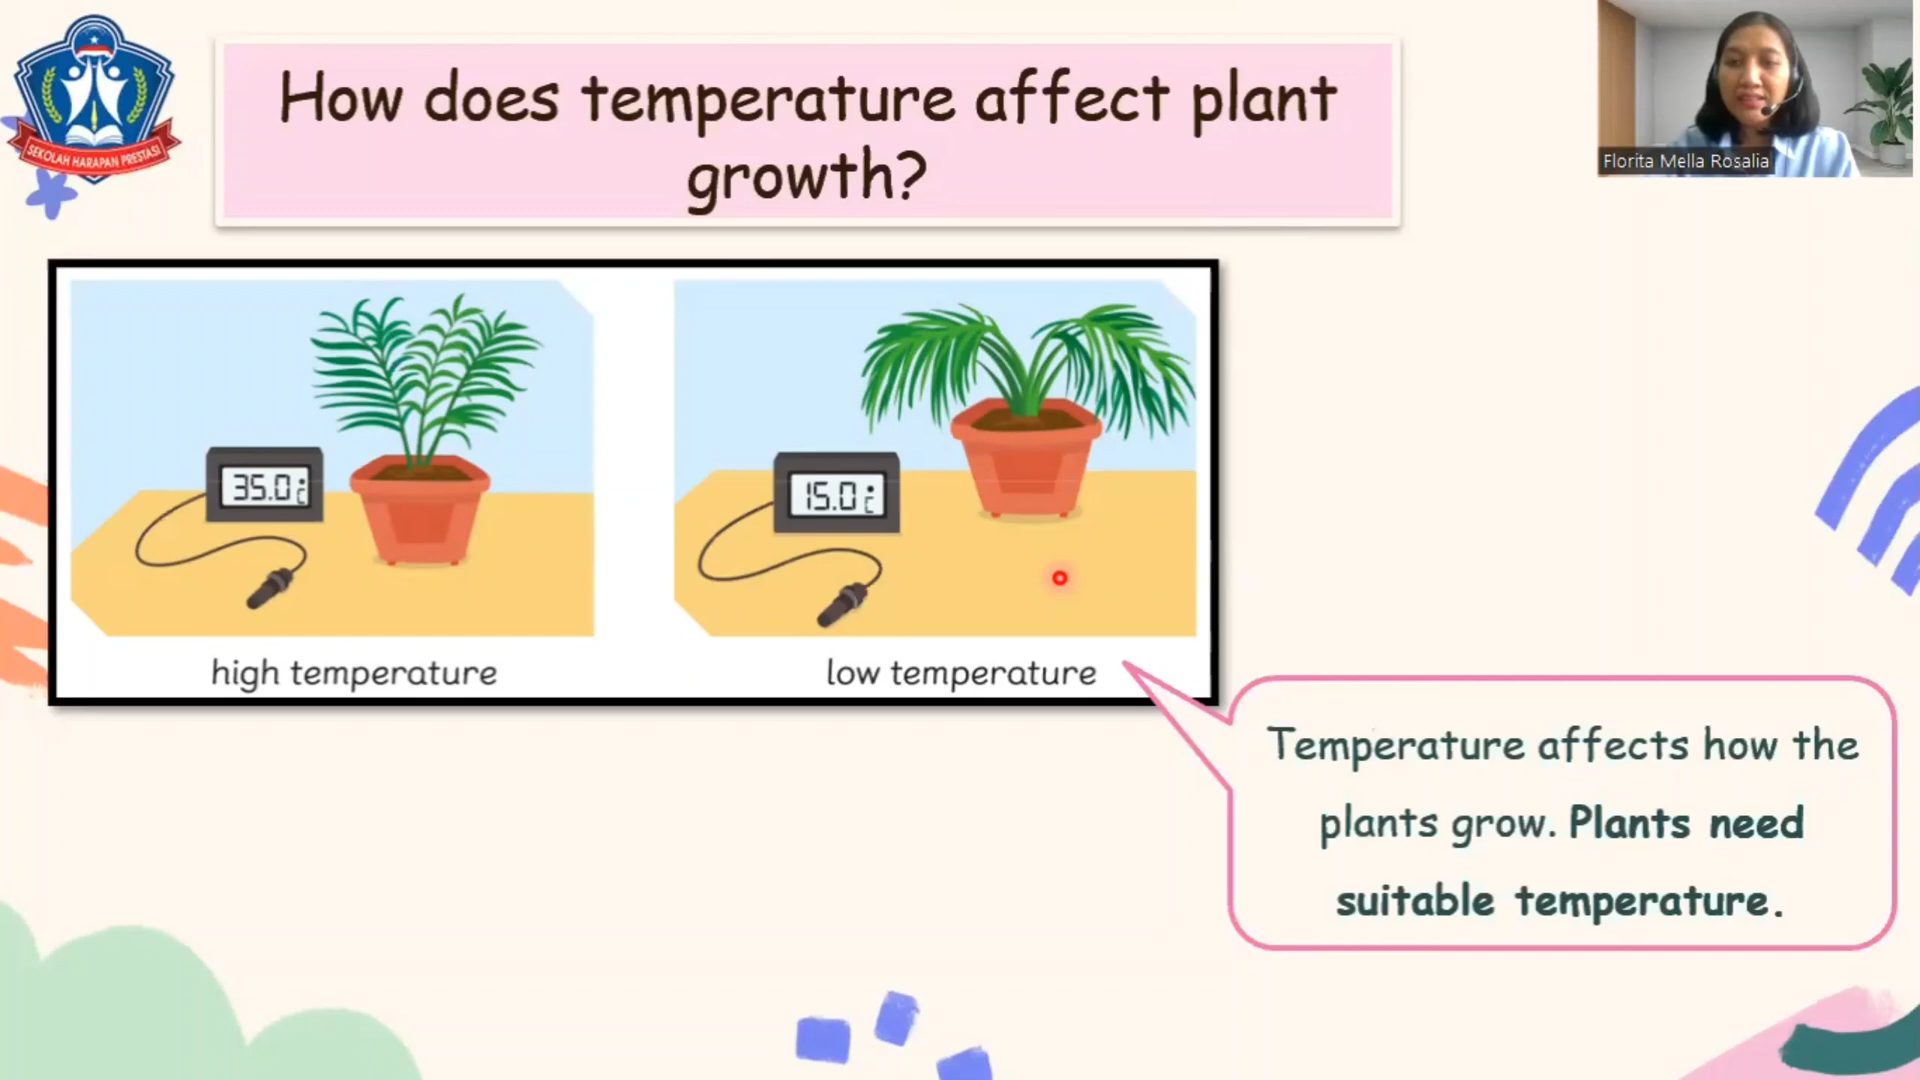 SEKOLAH HARAPAN PRESTASI
How does temperature affect plant
growth?
Florita Mella Rosalia
35.0°C
15.0°C
high temperature
low temperature
Temperature affects how the
plants grow. Plants need
suitable temperature.